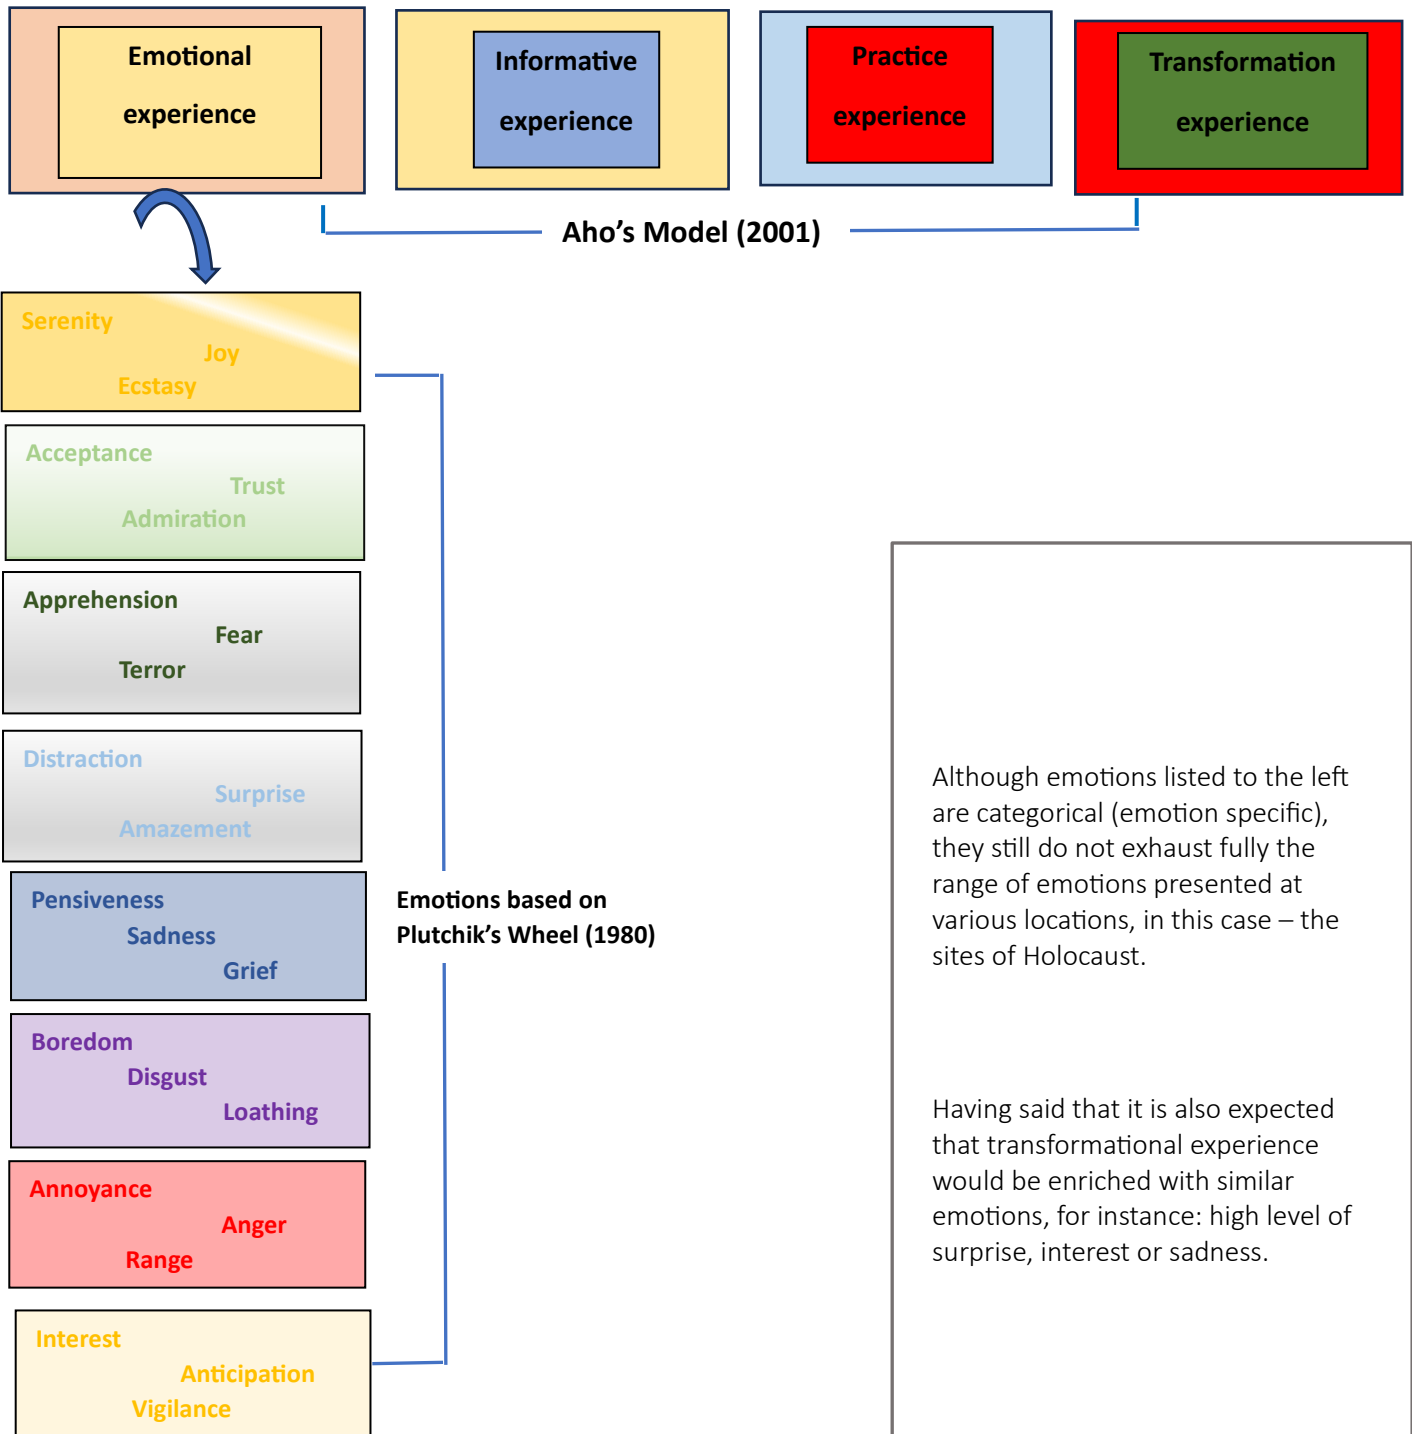 Emotional
experience
Informative
experience
Practice
experience
Transformation
experience
Aho’s Model (2001)
Serenity
Joy
Ecstasy
Acceptance
Trust
Admiration
Apprehension
Fear
Terror
Distraction
Surprise
Amazement
Pensiveness
Sadness
Grief
Boredom
Disgust
Loathing
Annoyance
Anger
Range
Interest
Anticipation
Vigilance
Emotions based on
Plutchik’s Wheel (1980)
Although emotions listed to the left
are categorical (emotion specific),
they still do not exhaust fully the
range of emotions presented at
various locations, in this case – the
sites of Holocaust.
Having said that it is also expected
that transformational experience
would be enriched with similar
emotions, for instance: high level of
surprise, interest or sadness.